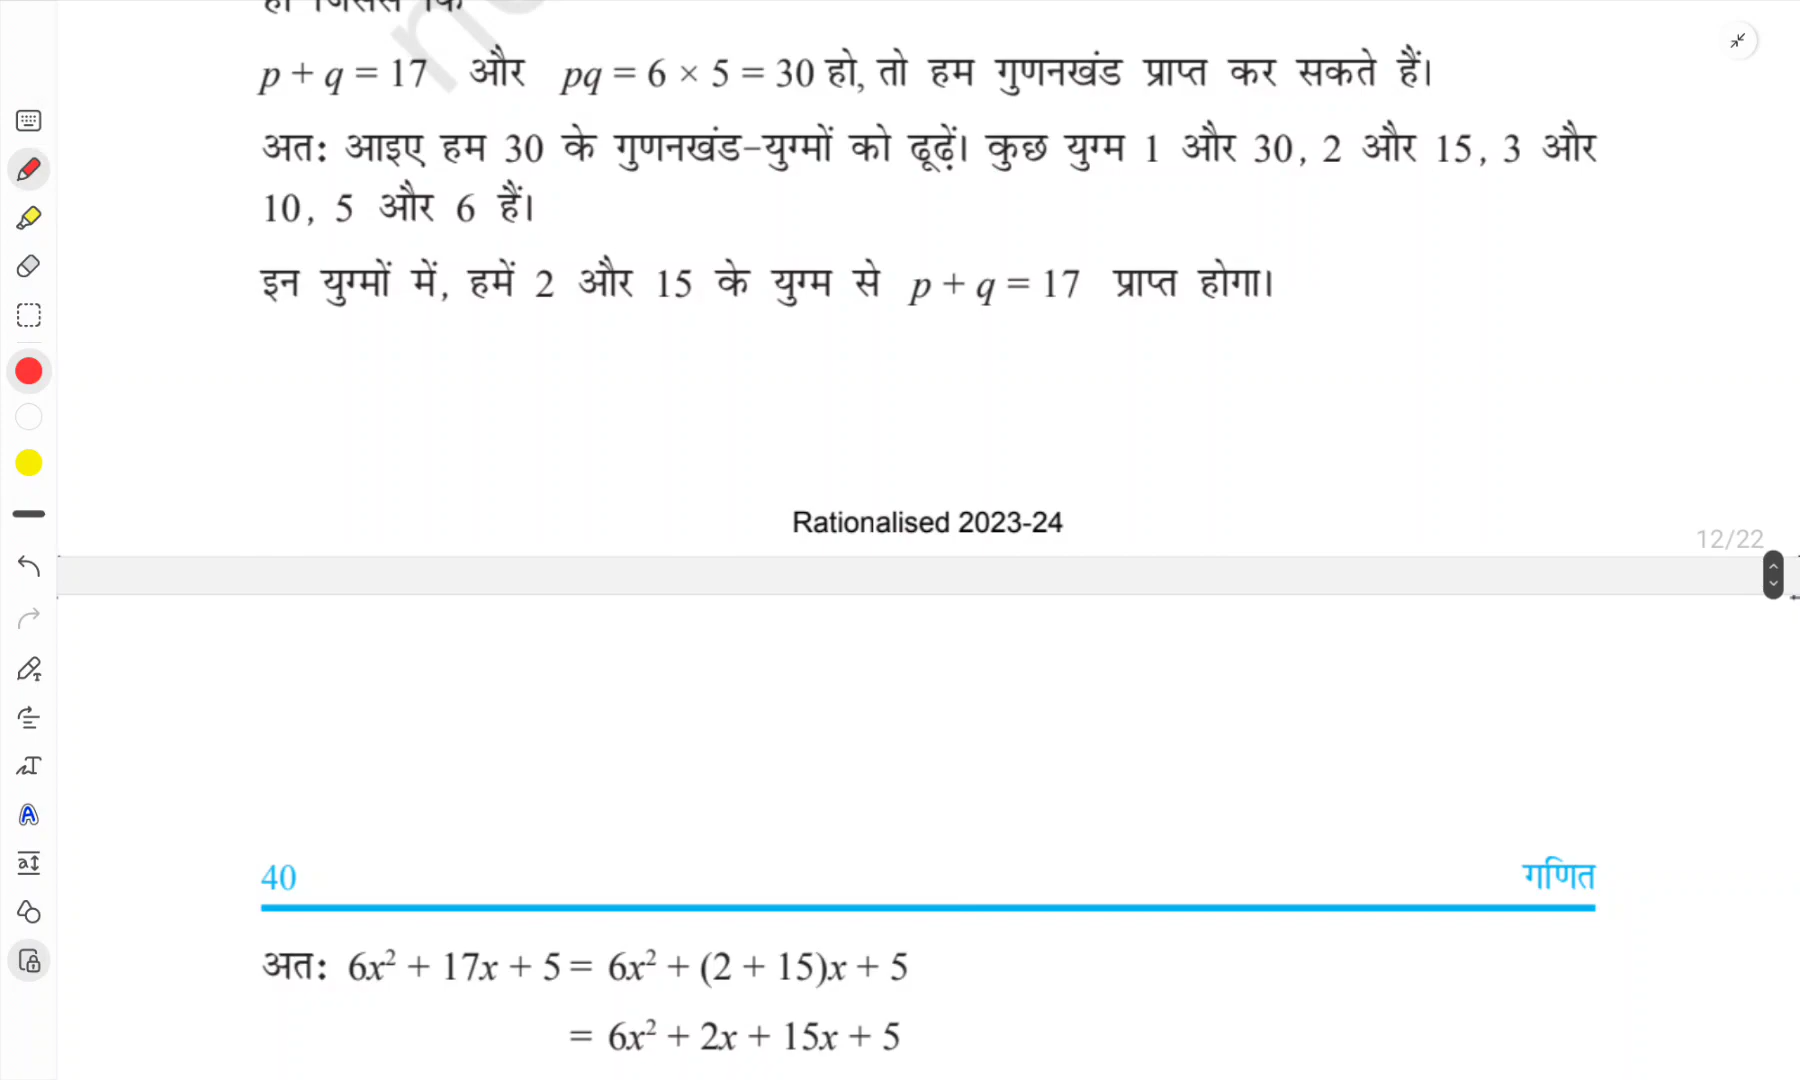 हों जिससे कि
p + q = 17 और pq = 6 × 5 = 30 हो, तो हम गुणनखंड प्राप्त कर सकते हैं।
अतः आइए हम 30 के गुणनखंड-युग्मों को ढूढ़ें। कुछ युग्म 1 और 30, 2 और 15, 3 और
10, 5 और 6 हैं।
इन युग्मों में, हमें 2 और 15 के युग्म से p + q = 17 प्राप्त होगा।
Rationalised 2023-24
12/22
40 गणित
अतः 6x² + 17x + 5 = 6x² + (2 + 15)x + 5
= 6x² + 2x + 15x + 5